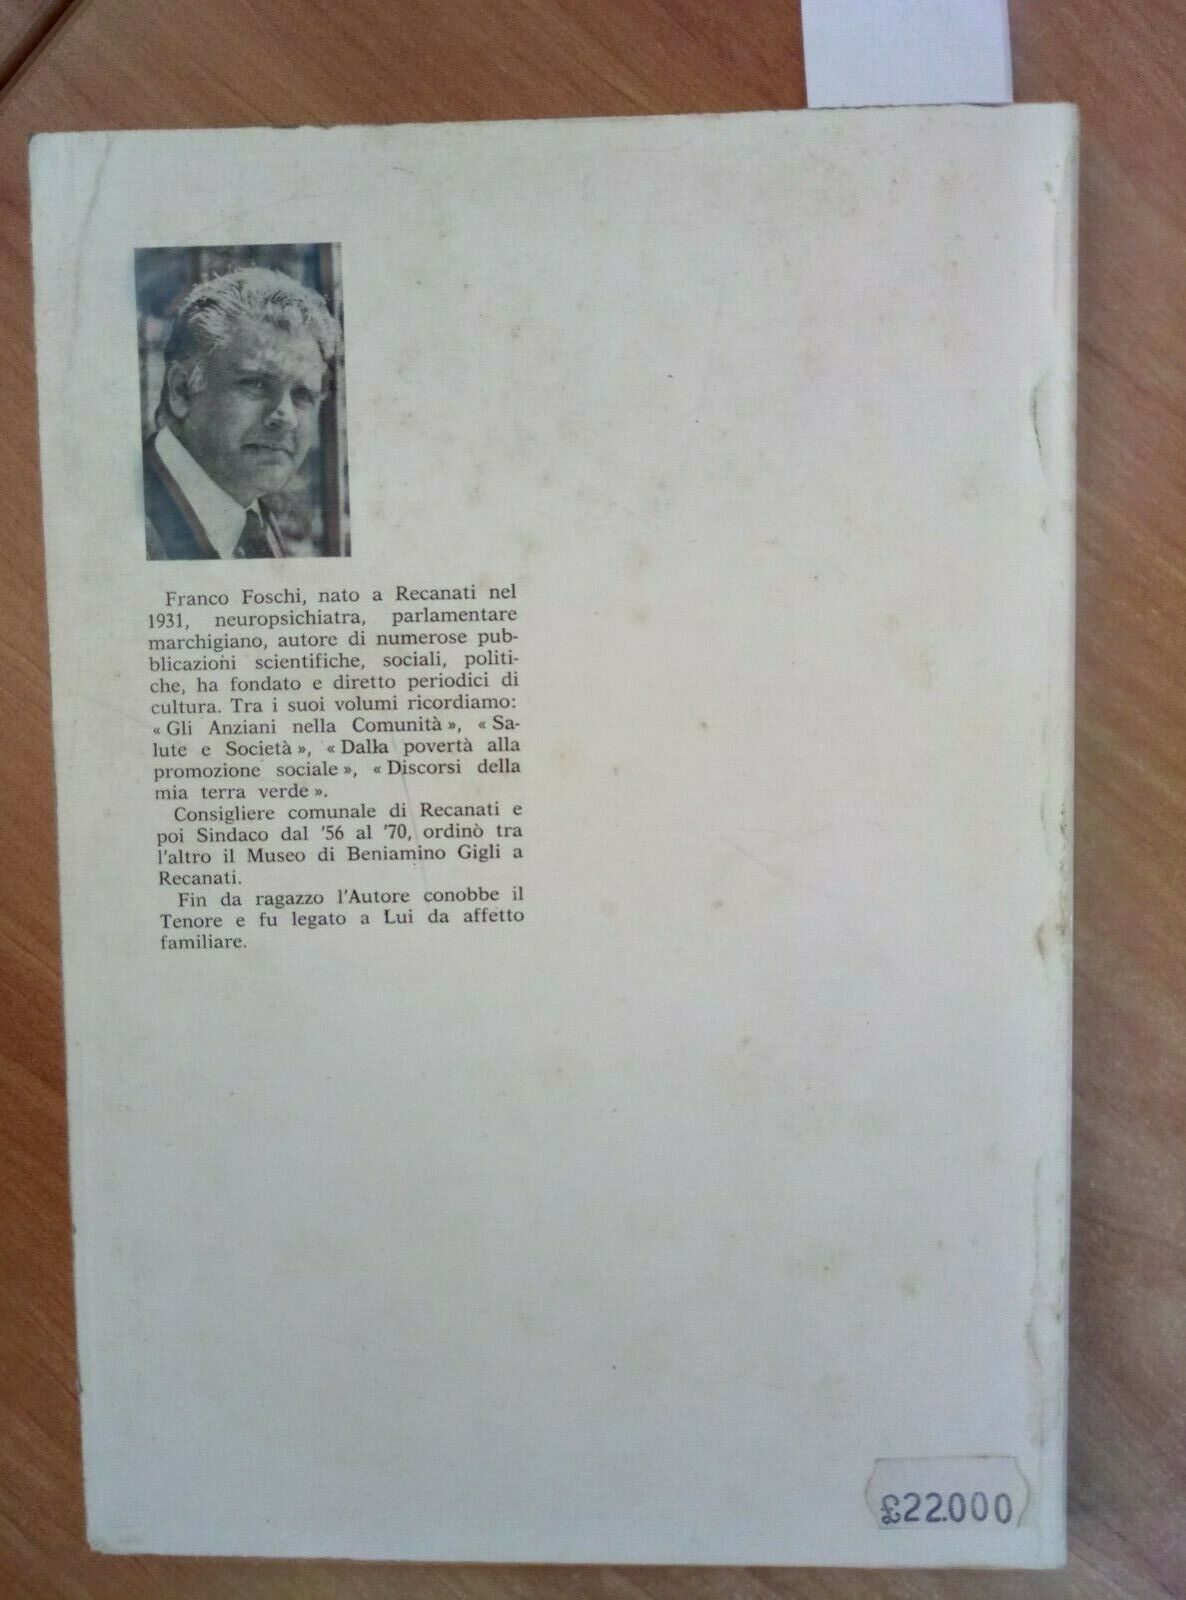 Franco Foschi, nato a Recanati nel
1931, neuropsichiatra, parlamentare
marchigiano, autore di numerose pub-
blicazioni scientifiche, sociali, politi-
che, ha fondato e diretto periodici di
cultura. Tra i suoi volumi ricordiamo:
« Gli Anziani nella Comunità », « Sa-
lute e Società », « Dalla povertà alla
promozione sociale », « Discorsi della
mia terra verde ».
Consigliere comunale di Recanati e
poi Sindaco dal '56 al '70, ordinò tra
l'altro il Museo di Beniamino Gigli a
Recanati.
Fin da ragazzo l'Autore conobbe il
Tenore e fu legato a Lui da affetto
familiare.
£22.000